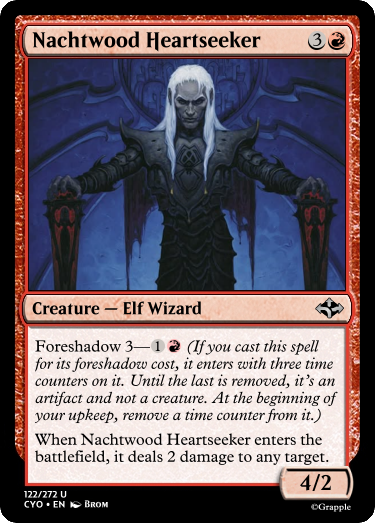 Nachtwood Heartseeker 3
Creature — Elf Wizard
Foreshadow 3—1 (If you cast this spell
for its foreshadow cost, it enters with three time
counters on it. Until the last is removed, it's an
artifact and not a creature. At the beginning of
your upkeep, remove a time counter from it.)
When Nachtwood Heartseeker enters the
battlefield, it deals 2 damage to any target.
4/2
122/272 U
CYO • EN Brom
©Grapple